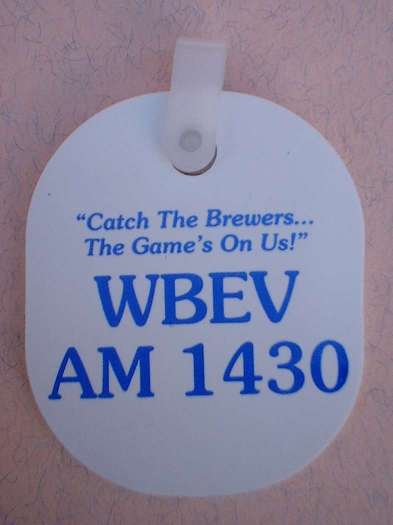 “Catch The Brewers...
The Game's On Us!”
WBEV
AM 1430